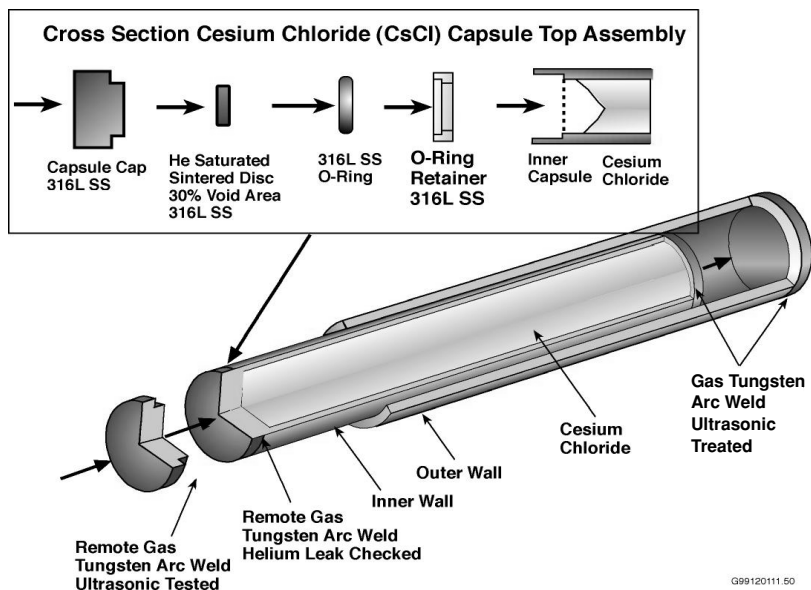 Cross Section Cesium Chloride (CsCl) Capsule Top Assembly
Capsule Cap
316L SS
He Saturated
Sintered Disc
30% Void Area
316L SS
316L SS
O-Ring
O-Ring
Retainer
316L SS
Inner
Capsule
Cesium
Chloride
Gas Tungsten
Arc Weld
Ultrasonic
Treated
Cesium
Chloride
Outer Wall
Inner Wall
Remote Gas
Tungsten Arc Weld
Helium Leak Checked
Remote Gas
Tungsten Arc Weld
Ultrasonic Tested
G99120111.50